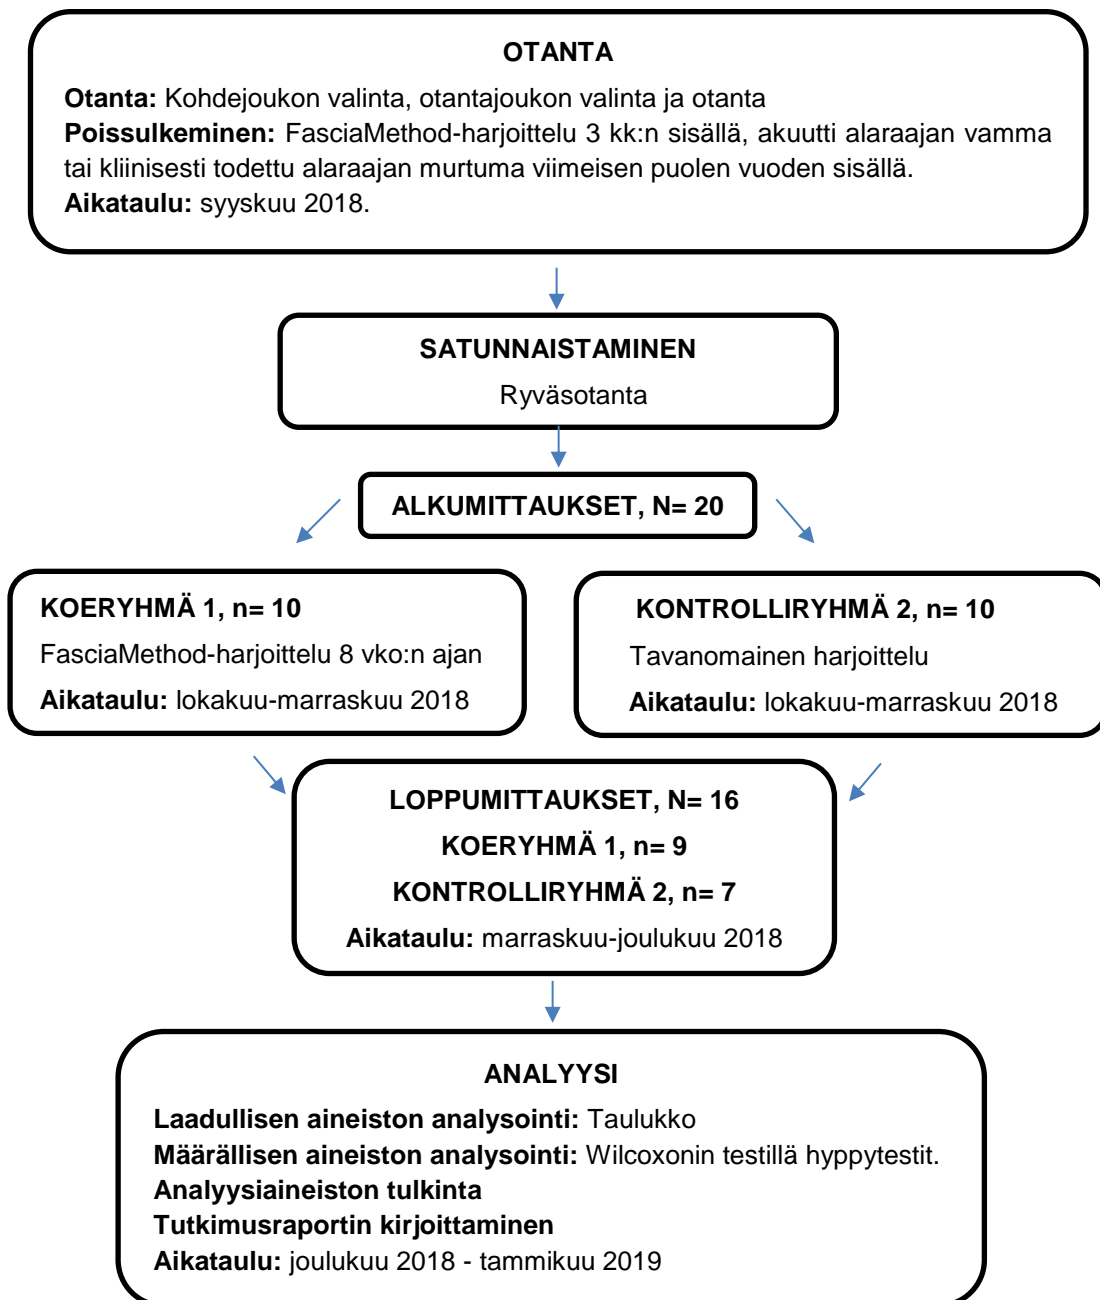 OTANTA
Otanta: Kohdejoukon valinta, otantajoukon valinta ja otanta
Poissulkeminen: FasciaMethod-harjoittelu 3 kk:n sisällä, akuutti alaraajan vamma
tai kliinisesti todettu alaraajan murtuma viimeisen puolen vuoden sisällä.
Aikataulu: syyskuu 2018.
SATUNNAISTAMINEN
Ryväsotanta
ALKUMITTAUKSET, N= 20
KOERYHMÄ 1, n= 10
FasciaMethod-harjoittelu 8 vko:n ajan
Aikataulu: lokakuu-marraskuu 2018
KONTROLLIRYHMÄ 2, n= 10
Tavanomainen harjoittelu
Aikataulu: lokakuu-marraskuu 2018
LOPPUMITTAUKSET, N= 16
KOERYHMÄ 1, n= 9
KONTROLLIRYHMÄ 2, n= 7
Aikataulu: marraskuu-joulukuu 2018
ANALYYSI
Laadullisen aineiston analysointi: Taulukko
Määrällisen aineiston analysointi: Wilcoxonin testillä hyppytestit.
Analyysiaineiston tulkinta
Tutkimusraportin kirjoittaminen
Aikataulu: joulukuu 2018 - tammikuu 2019